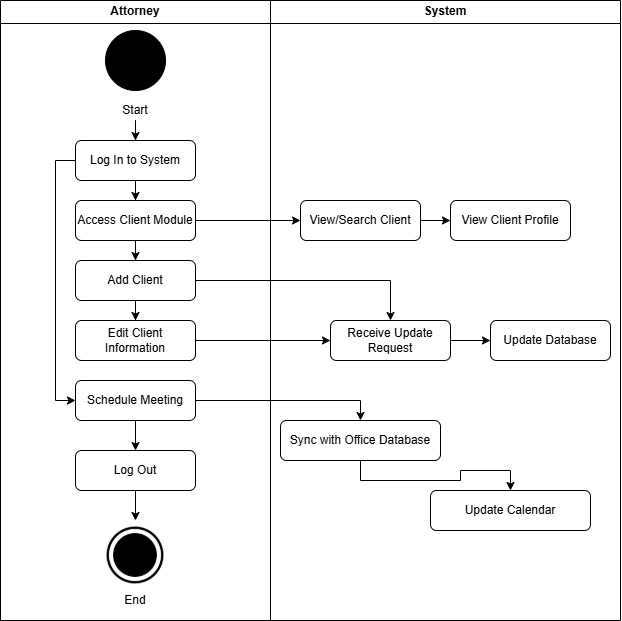 Attorney
System
Start
Log In to System
Access Client Module
View/Search Client
View Client Profile
Add Client
Edit Client
Information
Receive Update
Request
Update Database
Schedule Meeting
Sync with Office Database
Log Out
Update Calendar
End